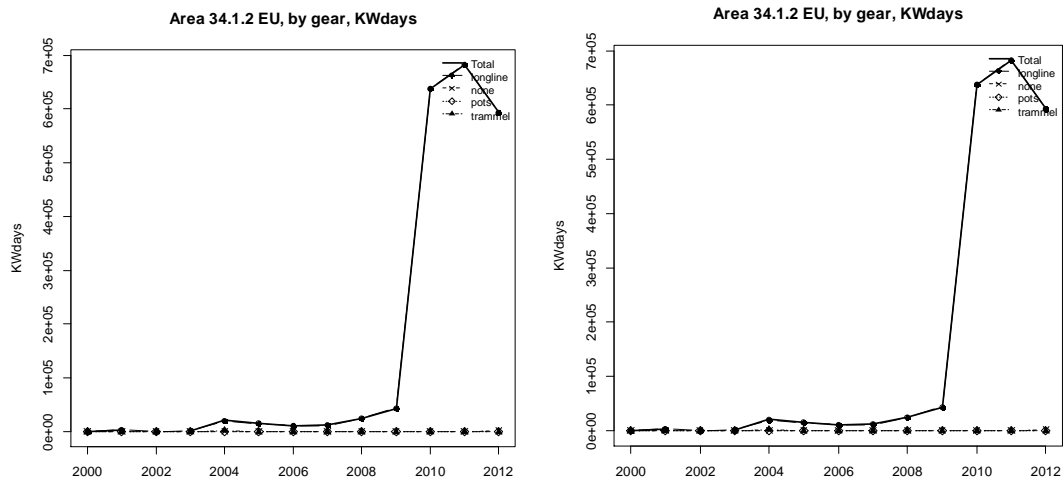 Area 34.1.2 EU, by gear, KWdays
KWdays
0e+00 1e+05 2e+05 3e+05 4e+05 5e+05 6e+05 7e+05
Total
longline
none
pots
trammel
2000 2002 2004 2006 2008 2010 2012
Area 34.1.2 EU, by gear, KWdays
KWdays
0e+00 1e+05 2e+05 3e+05 4e+05 5e+05 6e+05 7e+05
Total
longline
none
pots
trammel
2000 2002 2004 2006 2008 2010 2012